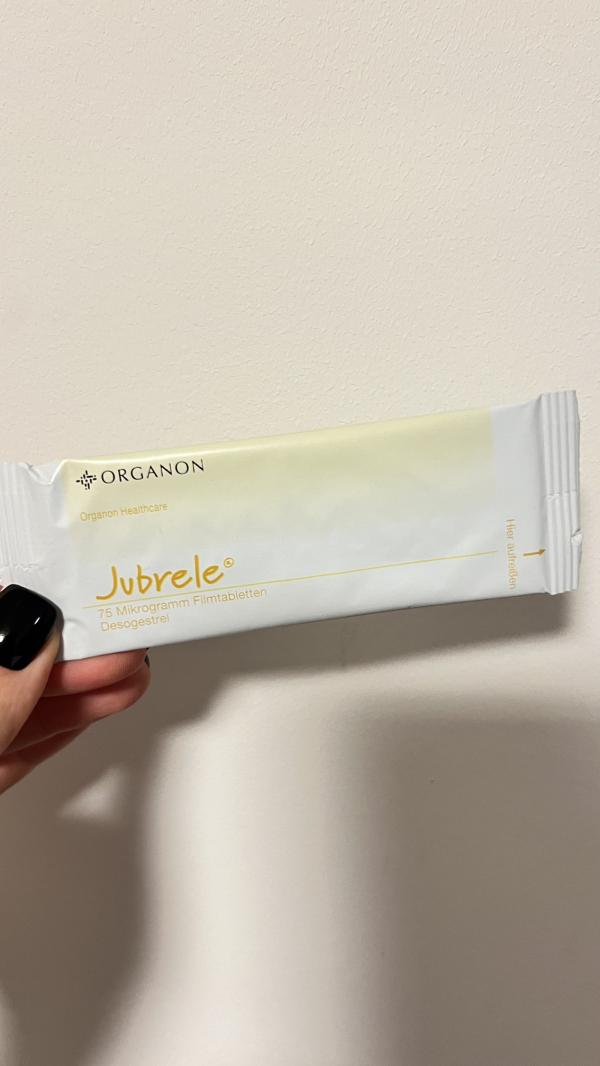 ORGANON
Organon Healthcare
Jubrele®
75 Mikrogramm Filmtabletten
Desogestrel
Hier aufreißen